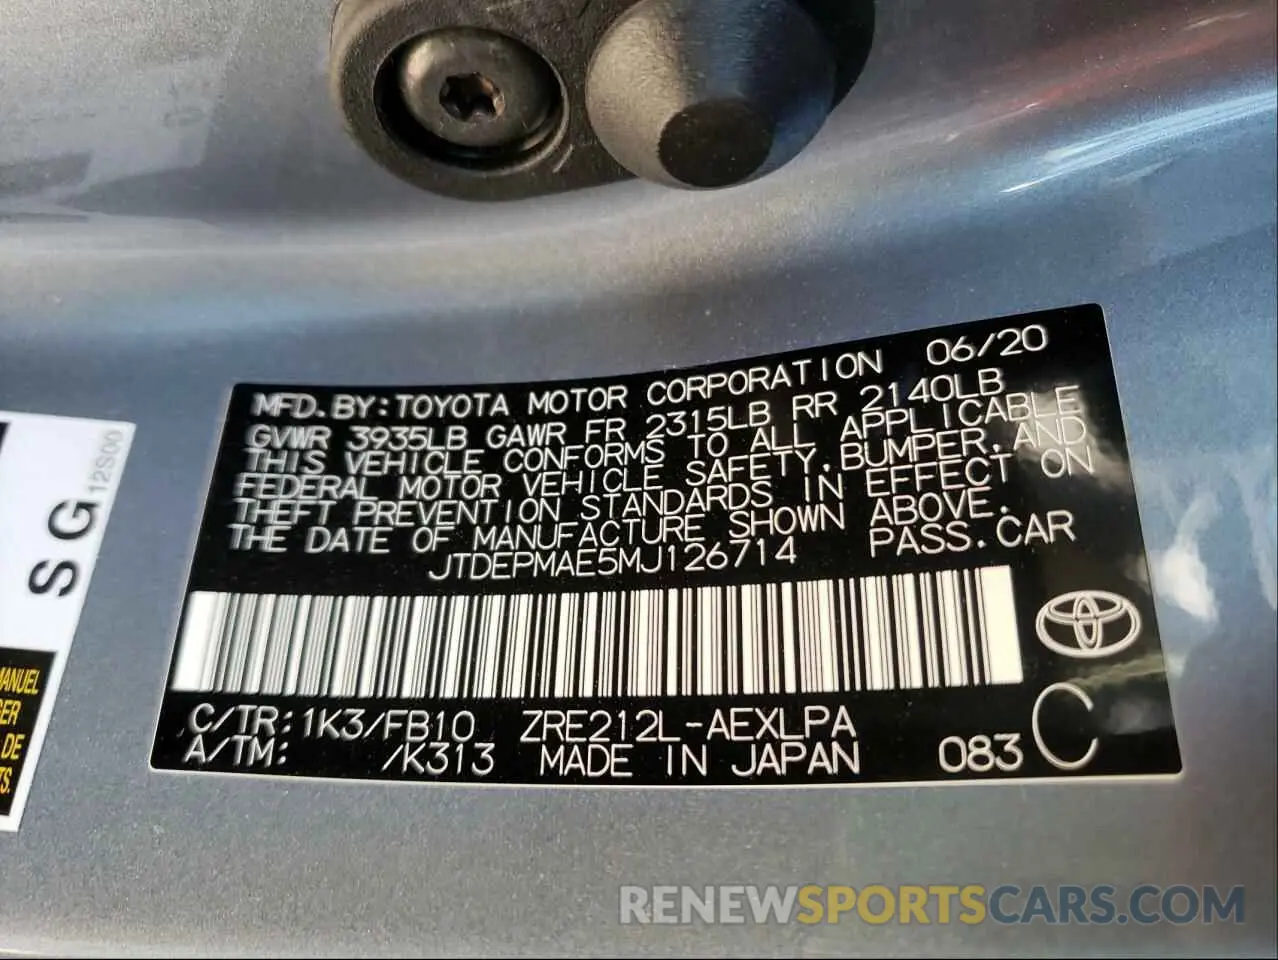 MFD.BY:TOYOTA MOTOR CORPORATION 06/20
GVWR 3935LB GAWR FR 2315LB RR 2140LB
THIS VEHICLE CONFORMS TO ALL APPLICABLE
FEDERAL MOTOR VEHICLE SAFETY,BUMPER,AND
THEFT PREVENTION STANDARDS IN EFFECT ON
THE DATE OF MANUFACTURE SHOWN ABOVE.
JTDEPMAE5MJ126714 PASS.CAR
C/TR:1K3/FB10 ZRE212L-AEXLPA
A/TM: /K313 MADE IN JAPAN 083 C
SG
12S00
MANUEL
DE
RENEWSPORTSCARS.COM